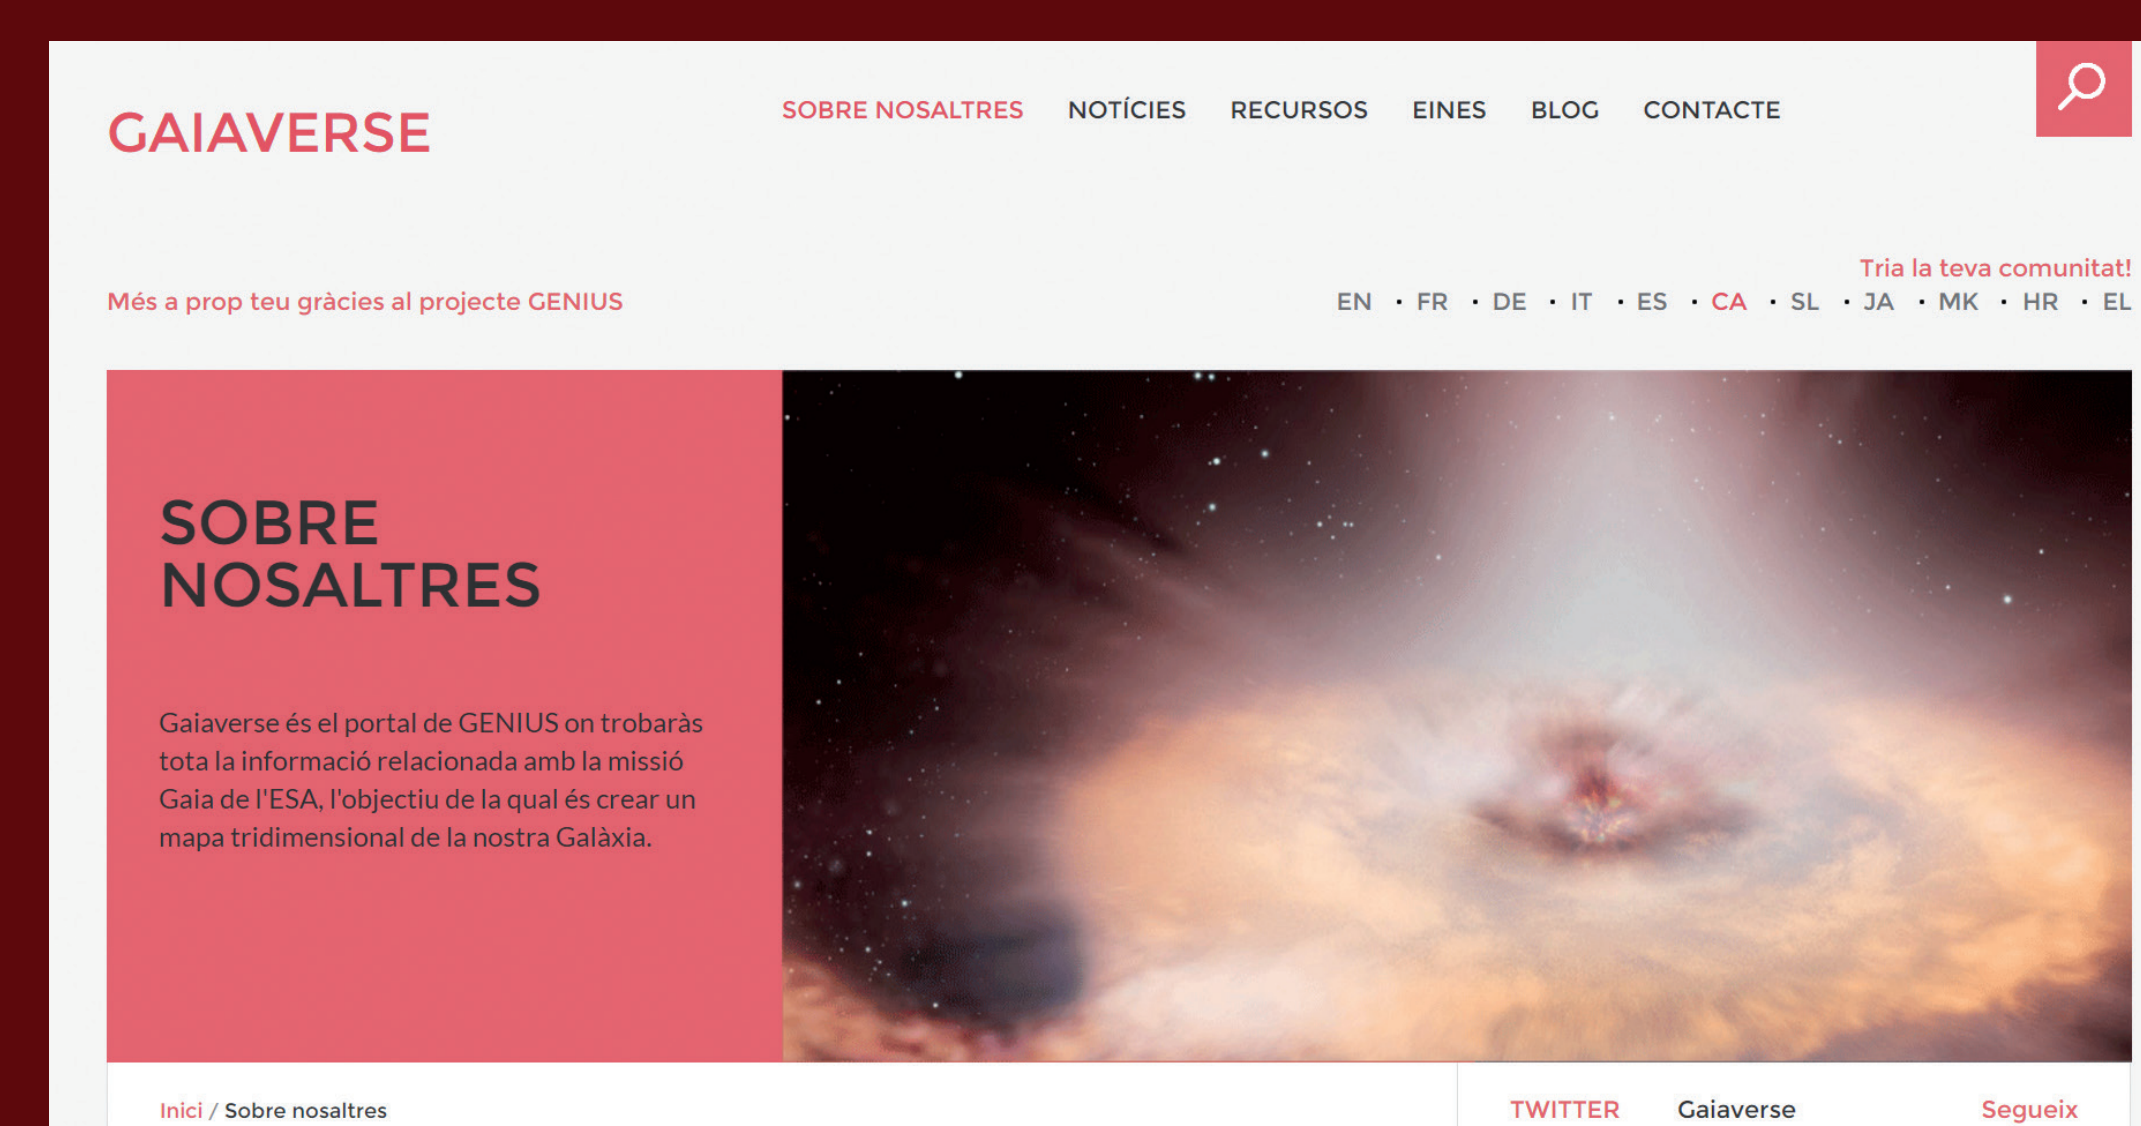 GAIAVERSE
SOBRE NOSALTRES NOTÍCIES RECURSOS EINES BLOG CONTACTE
Tria la teva comunitat!
Més a prop teu gràcies al projecte GENIUS
EN · FR · DE · IT · ES · CA · SL · JA · MK · HR · EL
SOBRE
NOSALTRES
Gaiaverse és el portal de GENIUS on trobaràs
tota la informació relacionada amb la missió
Gaia de l'ESA, l'objectiu de la qual és crear un
mapa tridimensional de la nostra Galàxia.
Inici / Sobre nosaltres
TWITTER Gaiaverse Segueix